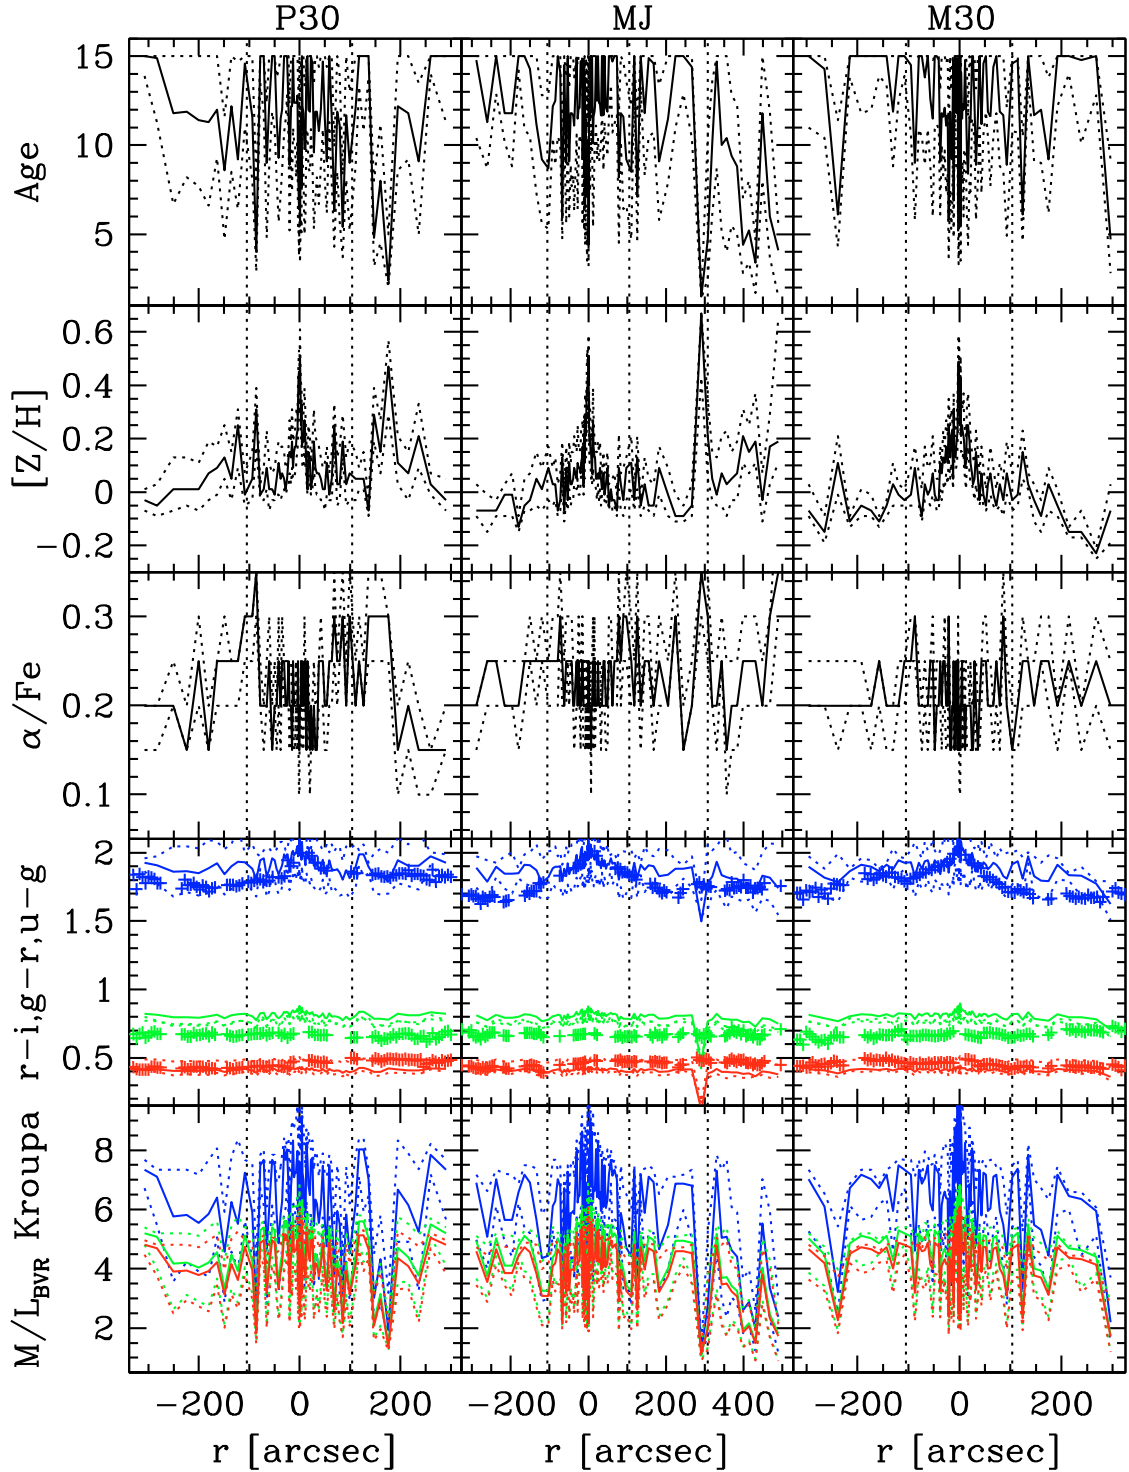 P30 MJ M30
Age
15
10
5
[Z/H]
0.6
0.4
0.2
0
−0.2
α/Fe
0.3
0.2
0.1
r−i,g−r,u−g
2
1.5
1
0.5
M/L_BVR Kroupa
8
6
4
2
−200 0 200 −200 0 200 400 −200 0 200
r [arcsec] r [arcsec] r [arcsec]